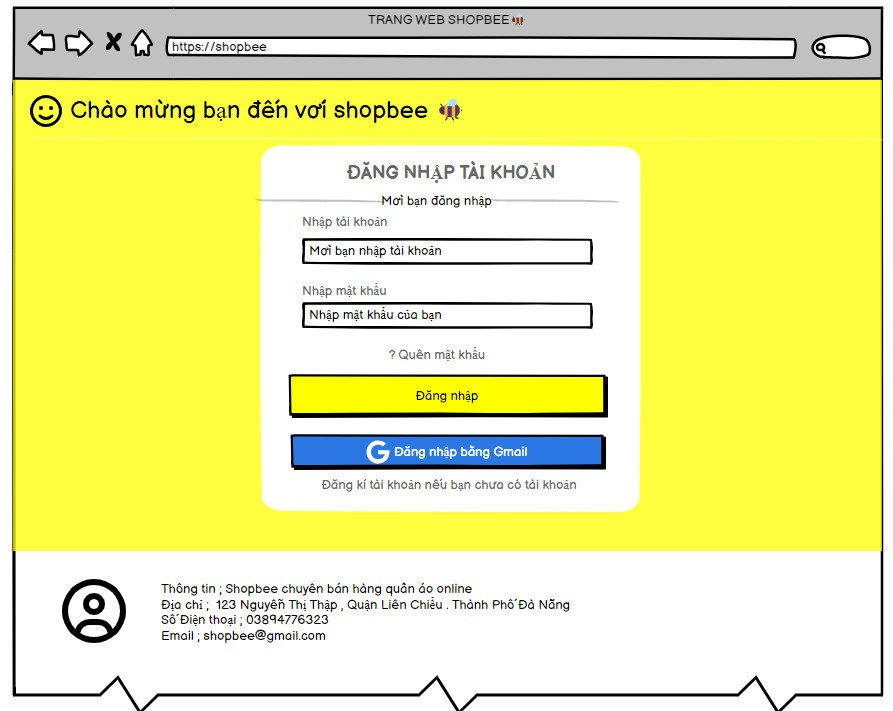 TRANG WEB SHOPBEE
https://shopbee
Chào mừng bạn đến vơí shopbee
ĐĂNG NHẬP TÀI KHOẢN
Mơì bạn đăng nhập
Nhập tài khoản
Mơì bạn nhập tài khoản
Nhập mật khẩu
Nhập mật khẩu của bạn
? Quên mật khẩu
Đăng nhập
G Đăng nhập bằng Gmail
Đăng kí tài khoản nếu bạn chưa có tài khoản
Thông tin ; Shopbee chuyên bán hàng quần áo online
Địa chỉ ; 123 Nguyễn Thị Thập , Quận Liên Chiểu . Thành Phố Đà Nẵng
Số Điện thoại ; 03894776323
Email ; shopbee@gmail.com